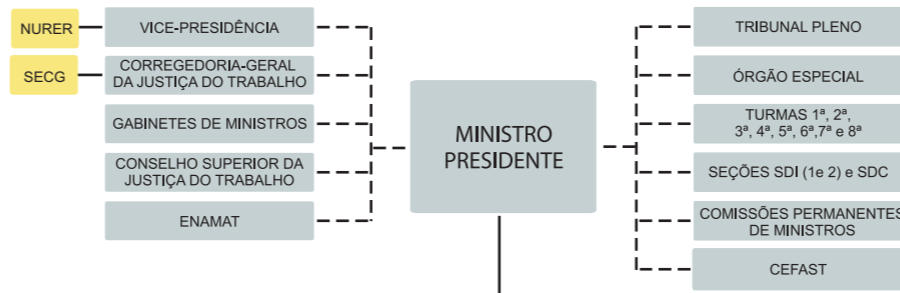 NURER
VICE-PRESIDÊNCIA
SECG
CORREGEDORIA-GERAL
DA JUSTIÇA DO TRABALHO
GABINETES DE MINISTROS
CONSELHO SUPERIOR DA
JUSTIÇA DO TRABALHO
ENAMAT
MINISTRO
PRESIDENTE
TRIBUNAL PLENO
ÓRGÃO ESPECIAL
TURMAS 1ª, 2ª,
3ª, 4ª, 5ª, 6ª,7ª e 8ª
SEÇÕES SDI (1e 2) e SDC
COMISSÕES PERMANENTES
DE MINISTROS
CEFAST